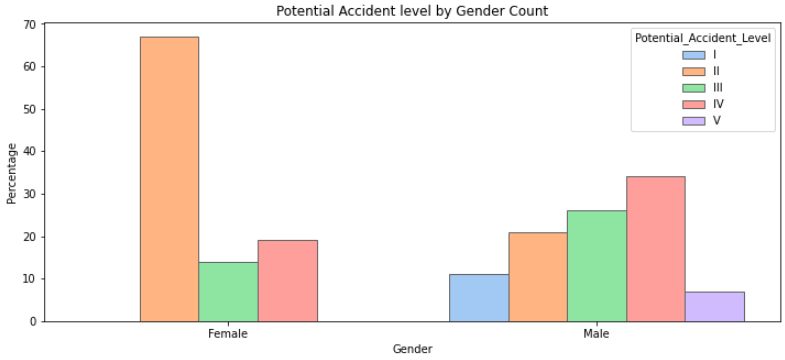 Potential Accident level by Gender Count
Percentage
70
60
50
40
30
20
10
0
Potential_Accident_Level
I
II
III
IV
V
Female
Male
Gender